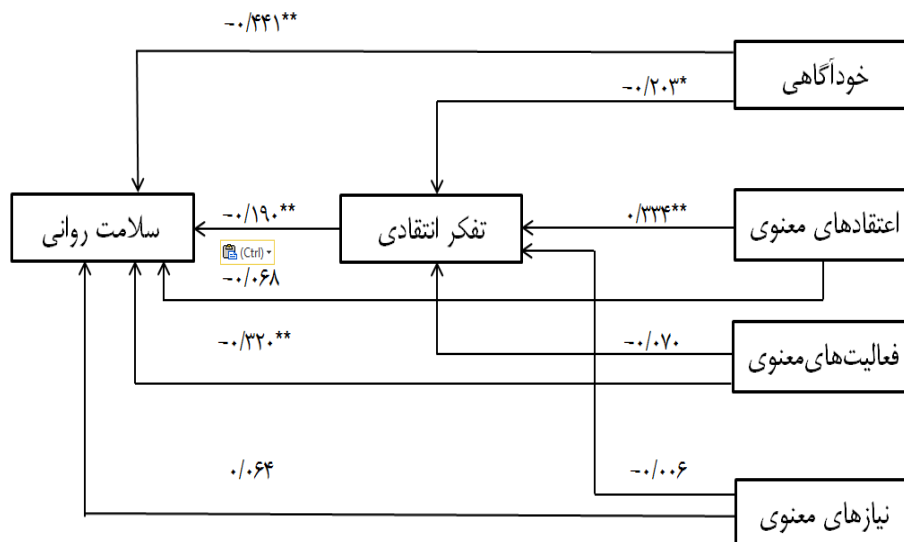 -۰/۴۴۱**
خودآگاهی
-۰/۲۰۳*
اعتقادهای معنوی
۰/۳۳۴**
تفکر انتقادی
-۰/۱۹۰**
سلامت روانی
(Ctrl)
-۰/۰۶۸
فعالیت‌های معنوی
-۰/۰۷۰
-۰/۳۲۰**
نیازهای معنوی
-۰/۰۰۶
۰/۰۶۴